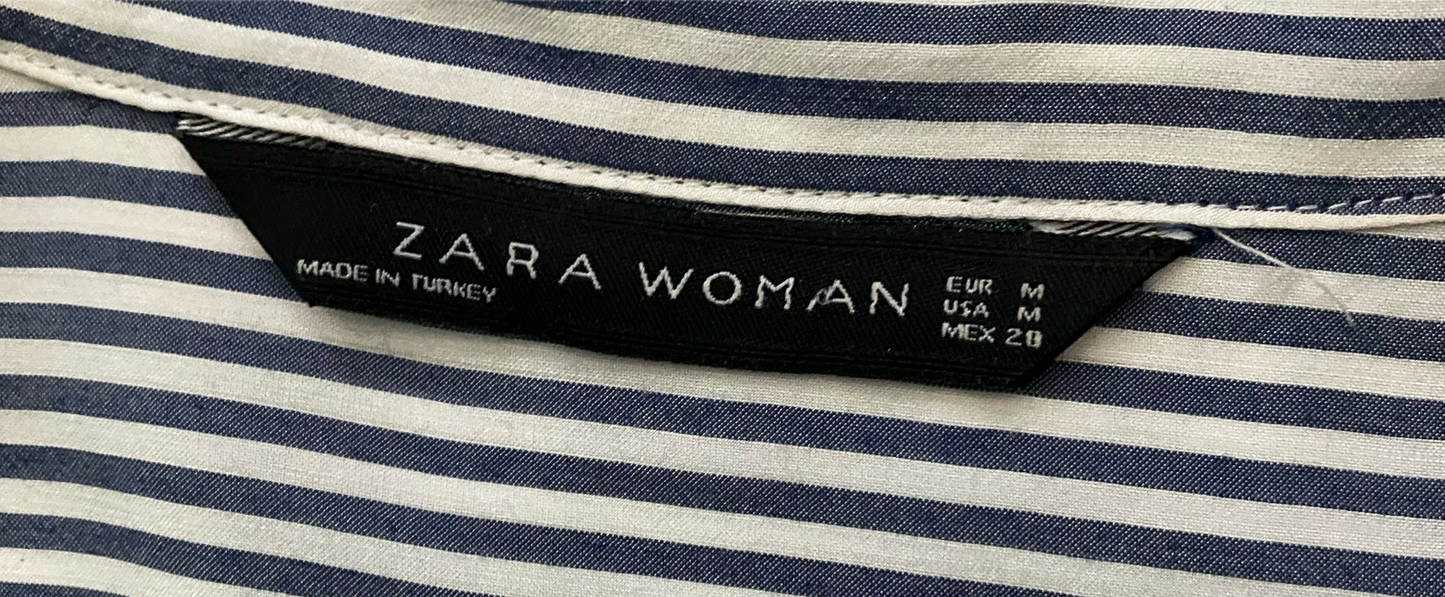 ZARA WOMAN
MADE IN TURKEY
EUR M
USA M
MEX 28